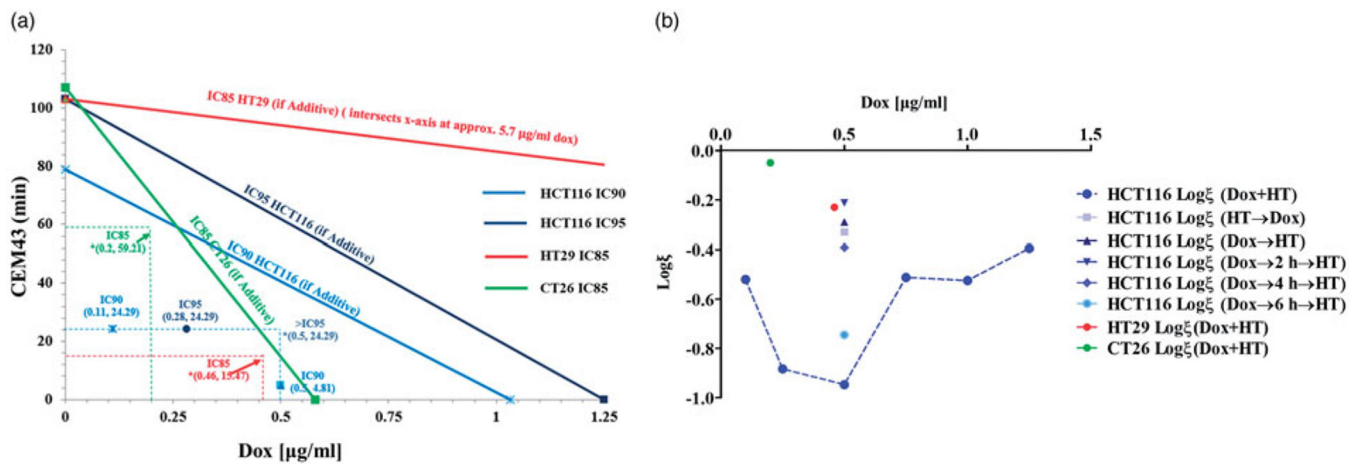 (a)
120
100
80
60
40
20
0
CEM43 (min)
0
0.25
0.5
0.75
1
1.25
Dox [µg/ml]
IC85 HT29 (if Additive) ( intersects x-axis at approx. 5.7 µg/ml dox)
IC95 HCT116 (if Additive)
IC85 CT26 (if Additive)
IC90 HCT116 (if Additive)
IC85
*(0.2, 59.21)
IC90
(0.11, 24.29)
IC95
(0.28, 24.29)
>IC95
*(0.5, 24.29)
IC85
*(0.46, 15.47)
IC90
(0.5, 4.81)
HCT116 IC90
HCT116 IC95
HT29 IC85
CT26 IC85
(b)
Dox [µg/ml]
0.0
0.5
1.0
1.5
0.0
-0.2
-0.4
-0.6
-0.8
-1.0
Logξ
HCT116 Logξ (Dox+HT)
HCT116 Logξ (HT→Dox)
HCT116 Logξ (Dox→HT)
HCT116 Logξ (Dox→2 h→HT)
HCT116 Logξ (Dox→4 h→HT)
HCT116 Logξ (Dox→6 h→HT)
HT29 Logξ(Dox+HT)
CT26 Logξ(Dox+HT)